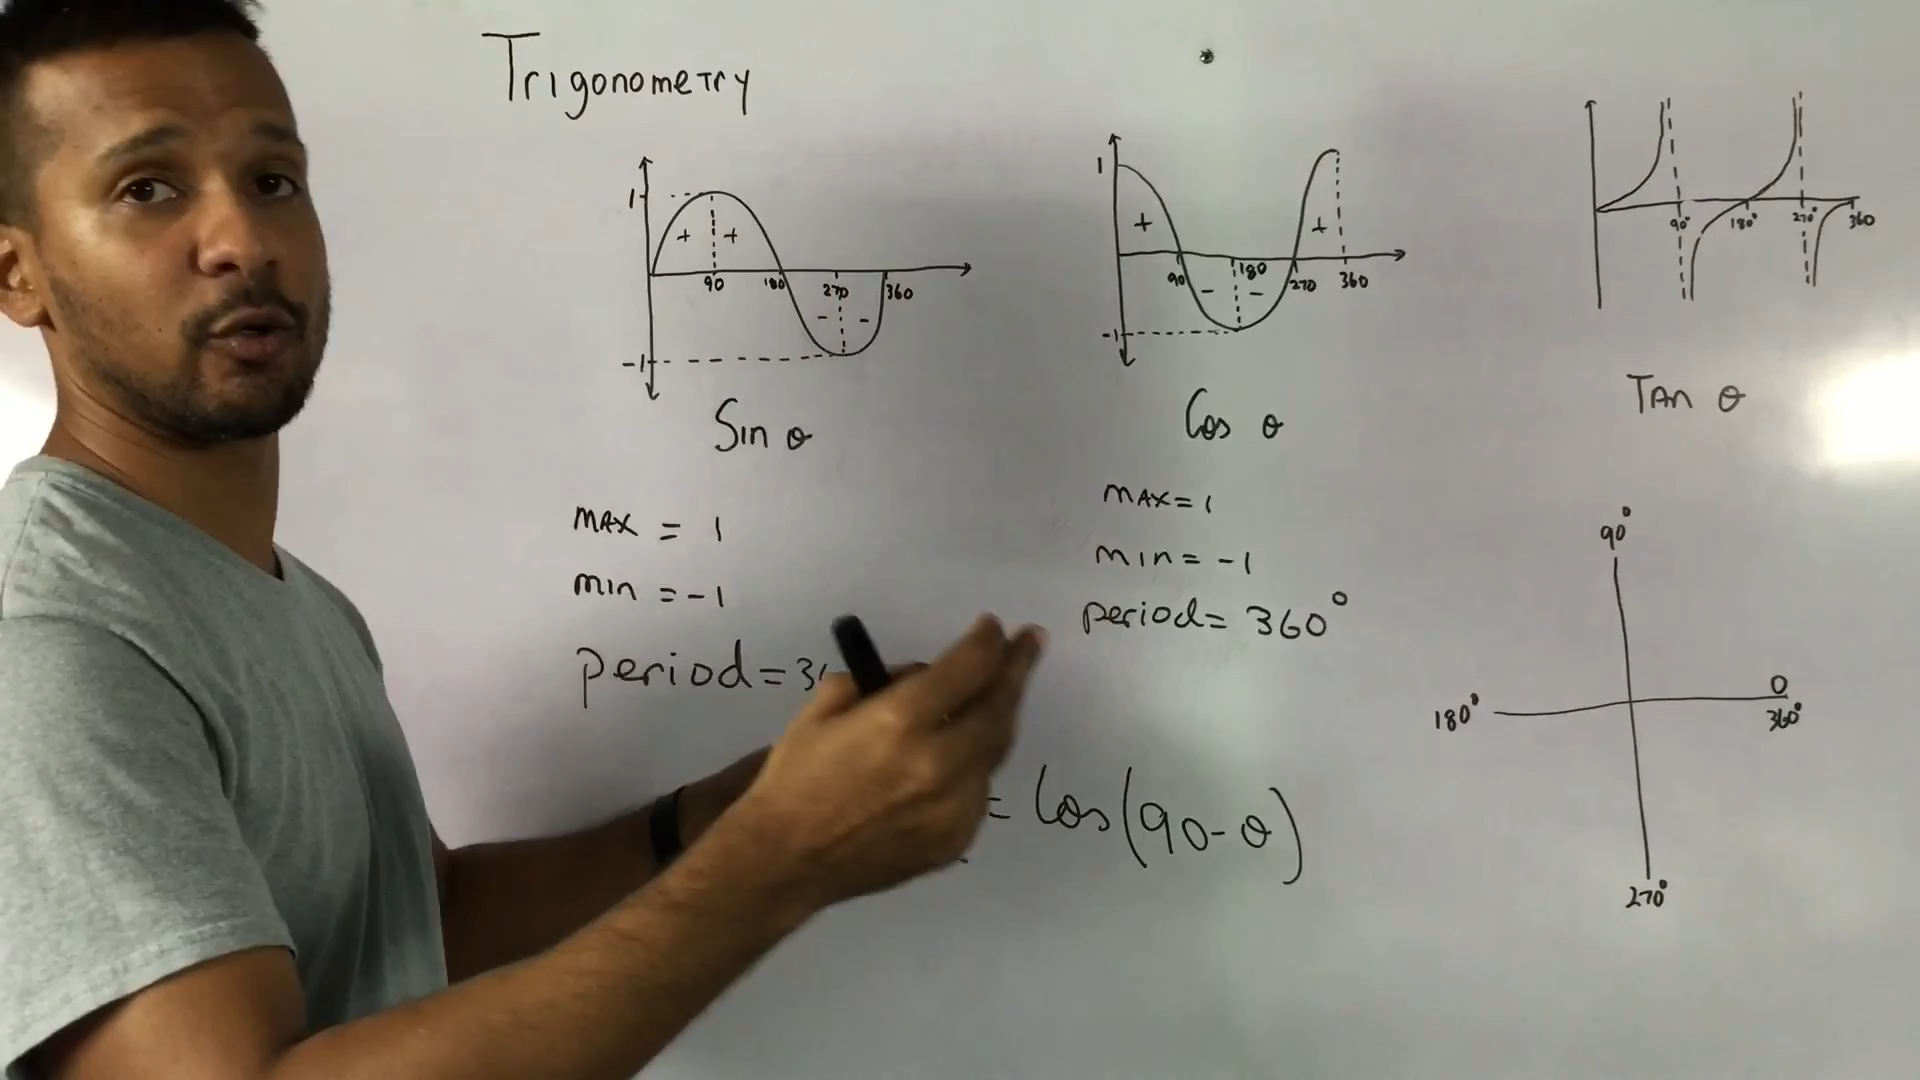 Trigonometry
1
+ +
90 180 270 360
- -
-1
Sin θ
max = 1
min = -1
period =
1
+ +
90 180 270 360
- -
-1
Cos θ
max = 1
min = -1
period = 360°
= Cos(90-θ)
90° 180° 270° 360
Tan θ
90°
0
180°
360°
270°